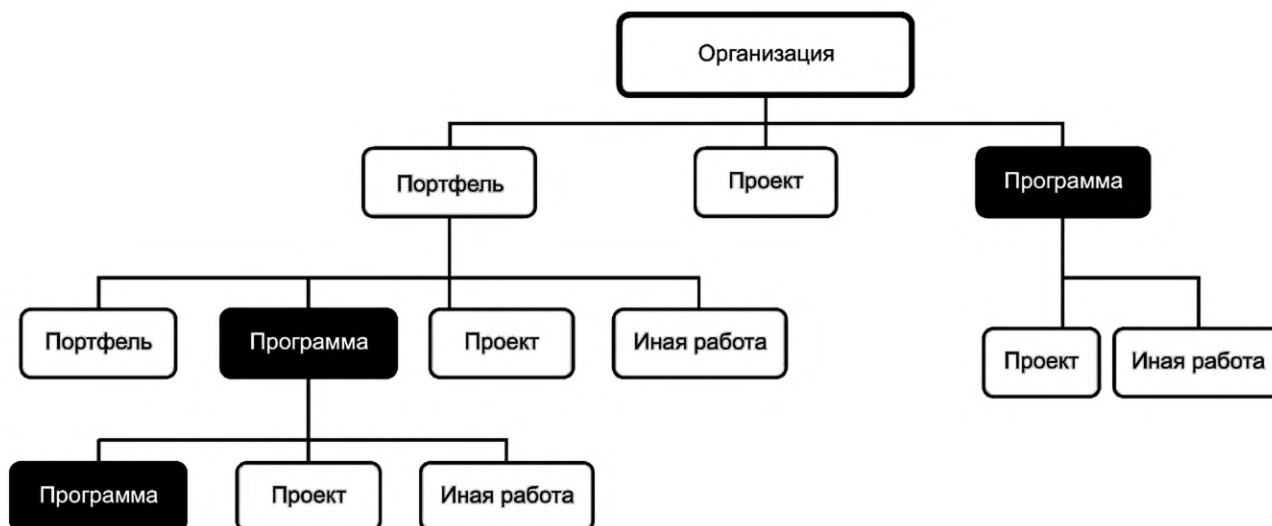 Организация
Портфель
Проект
Программа
Портфель
Программа
Проект
Иная работа
Проект
Иная работа
Программа
Проект
Иная работа